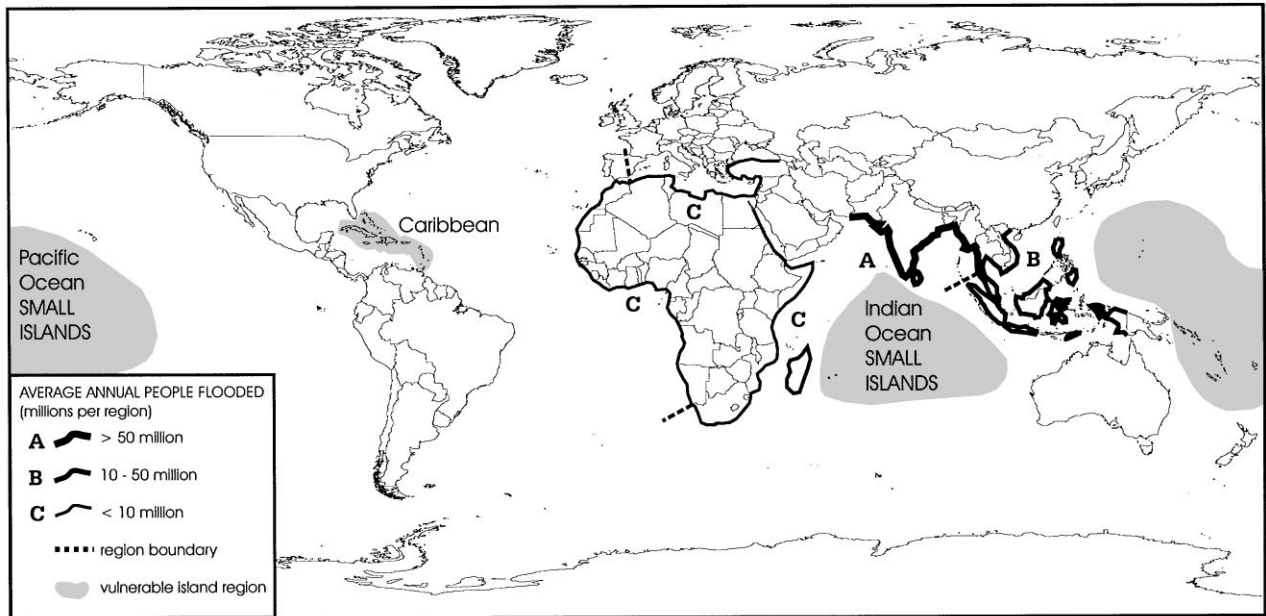 Caribbean
Pacific
Ocean
SMALL
ISLANDS
C
C
C
A
B
Indian
Ocean
SMALL
ISLANDS
AVERAGE ANNUAL PEOPLE FLOODED
(millions per region)
A > 50 million
B 10 - 50 million
C < 10 million
region boundary
vulnerable island region